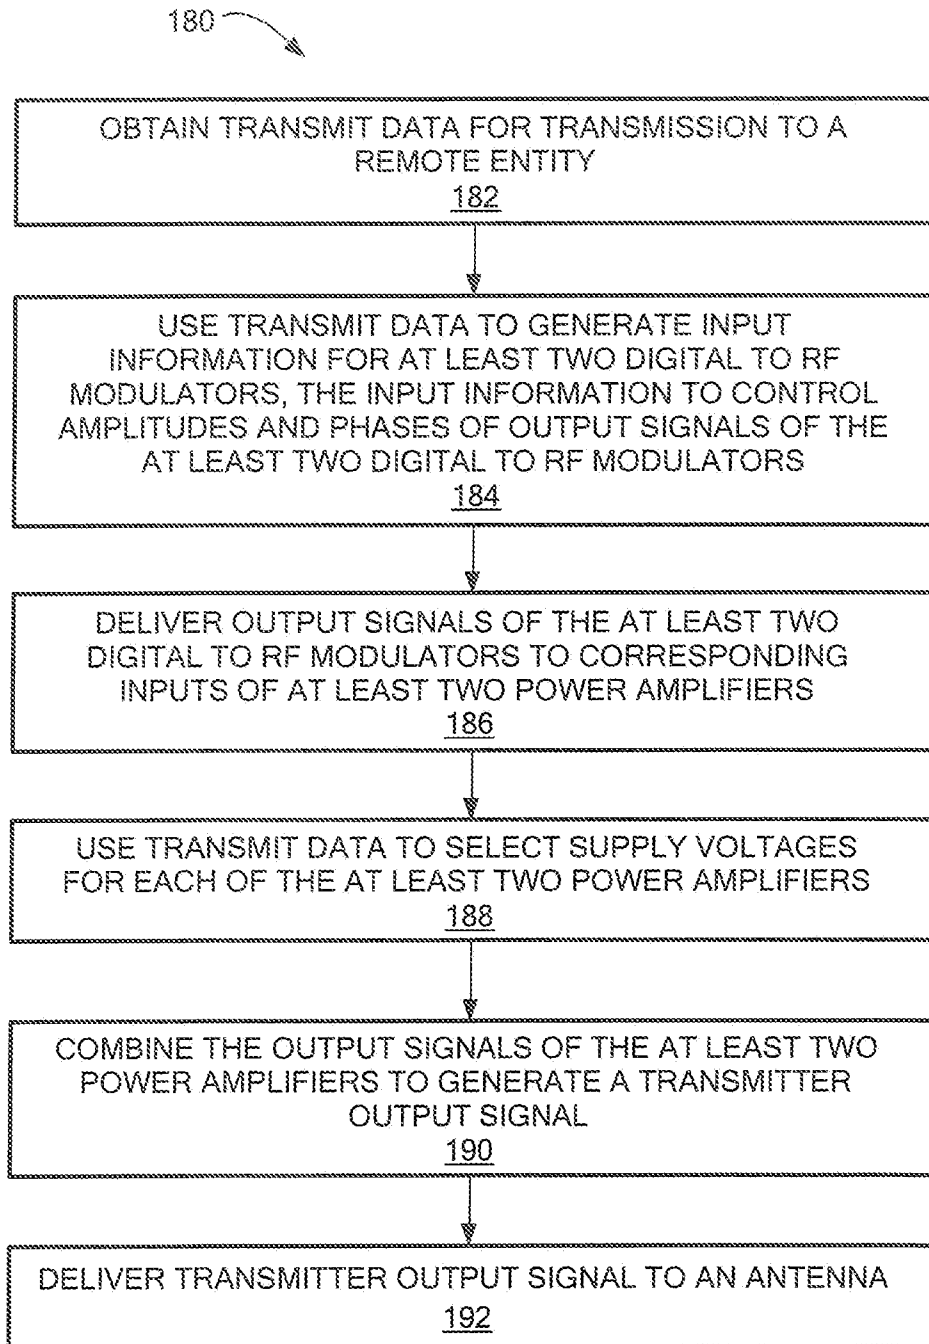 180
OBTAIN TRANSMIT DATA FOR TRANSMISSION TO A
REMOTE ENTITY
182
USE TRANSMIT DATA TO GENERATE INPUT
INFORMATION FOR AT LEAST TWO DIGITAL TO RF
MODULATORS, THE INPUT INFORMATION TO CONTROL
AMPLITUDES AND PHASES OF OUTPUT SIGNALS OF THE
AT LEAST TWO DIGITAL TO RF MODULATORS
184
DELIVER OUTPUT SIGNALS OF THE AT LEAST TWO
DIGITAL TO RF MODULATORS TO CORRESPONDING
INPUTS OF AT LEAST TWO POWER AMPLIFIERS
186
USE TRANSMIT DATA TO SELECT SUPPLY VOLTAGES
FOR EACH OF THE AT LEAST TWO POWER AMPLIFIERS
188
COMBINE THE OUTPUT SIGNALS OF THE AT LEAST TWO
POWER AMPLIFIERS TO GENERATE A TRANSMITTER
OUTPUT SIGNAL
190
DELIVER TRANSMITTER OUTPUT SIGNAL TO AN ANTENNA
192